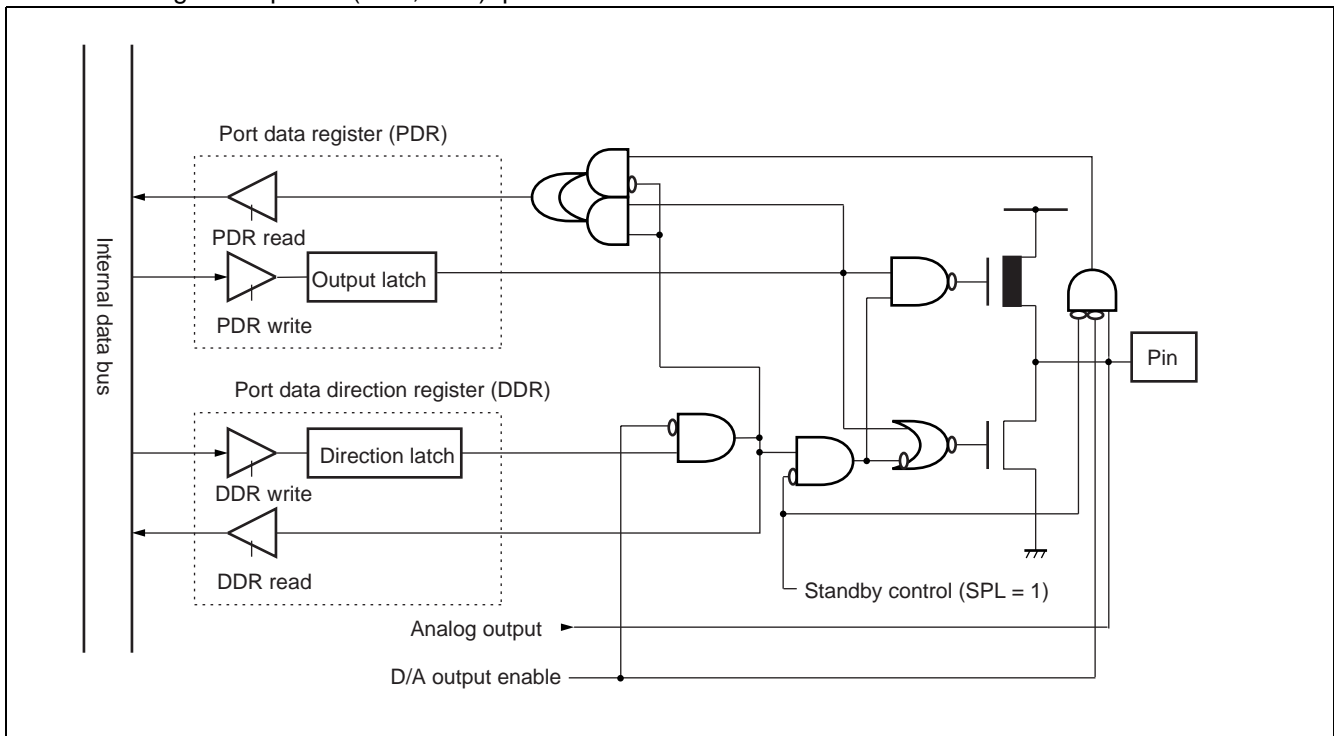 Port data register (PDR)
PDR read
Output latch
PDR write
Internal data bus
Pin
Port data direction register (DDR)
Direction latch
DDR write
DDR read
Standby control (SPL = 1)
Analog output
D/A output enable